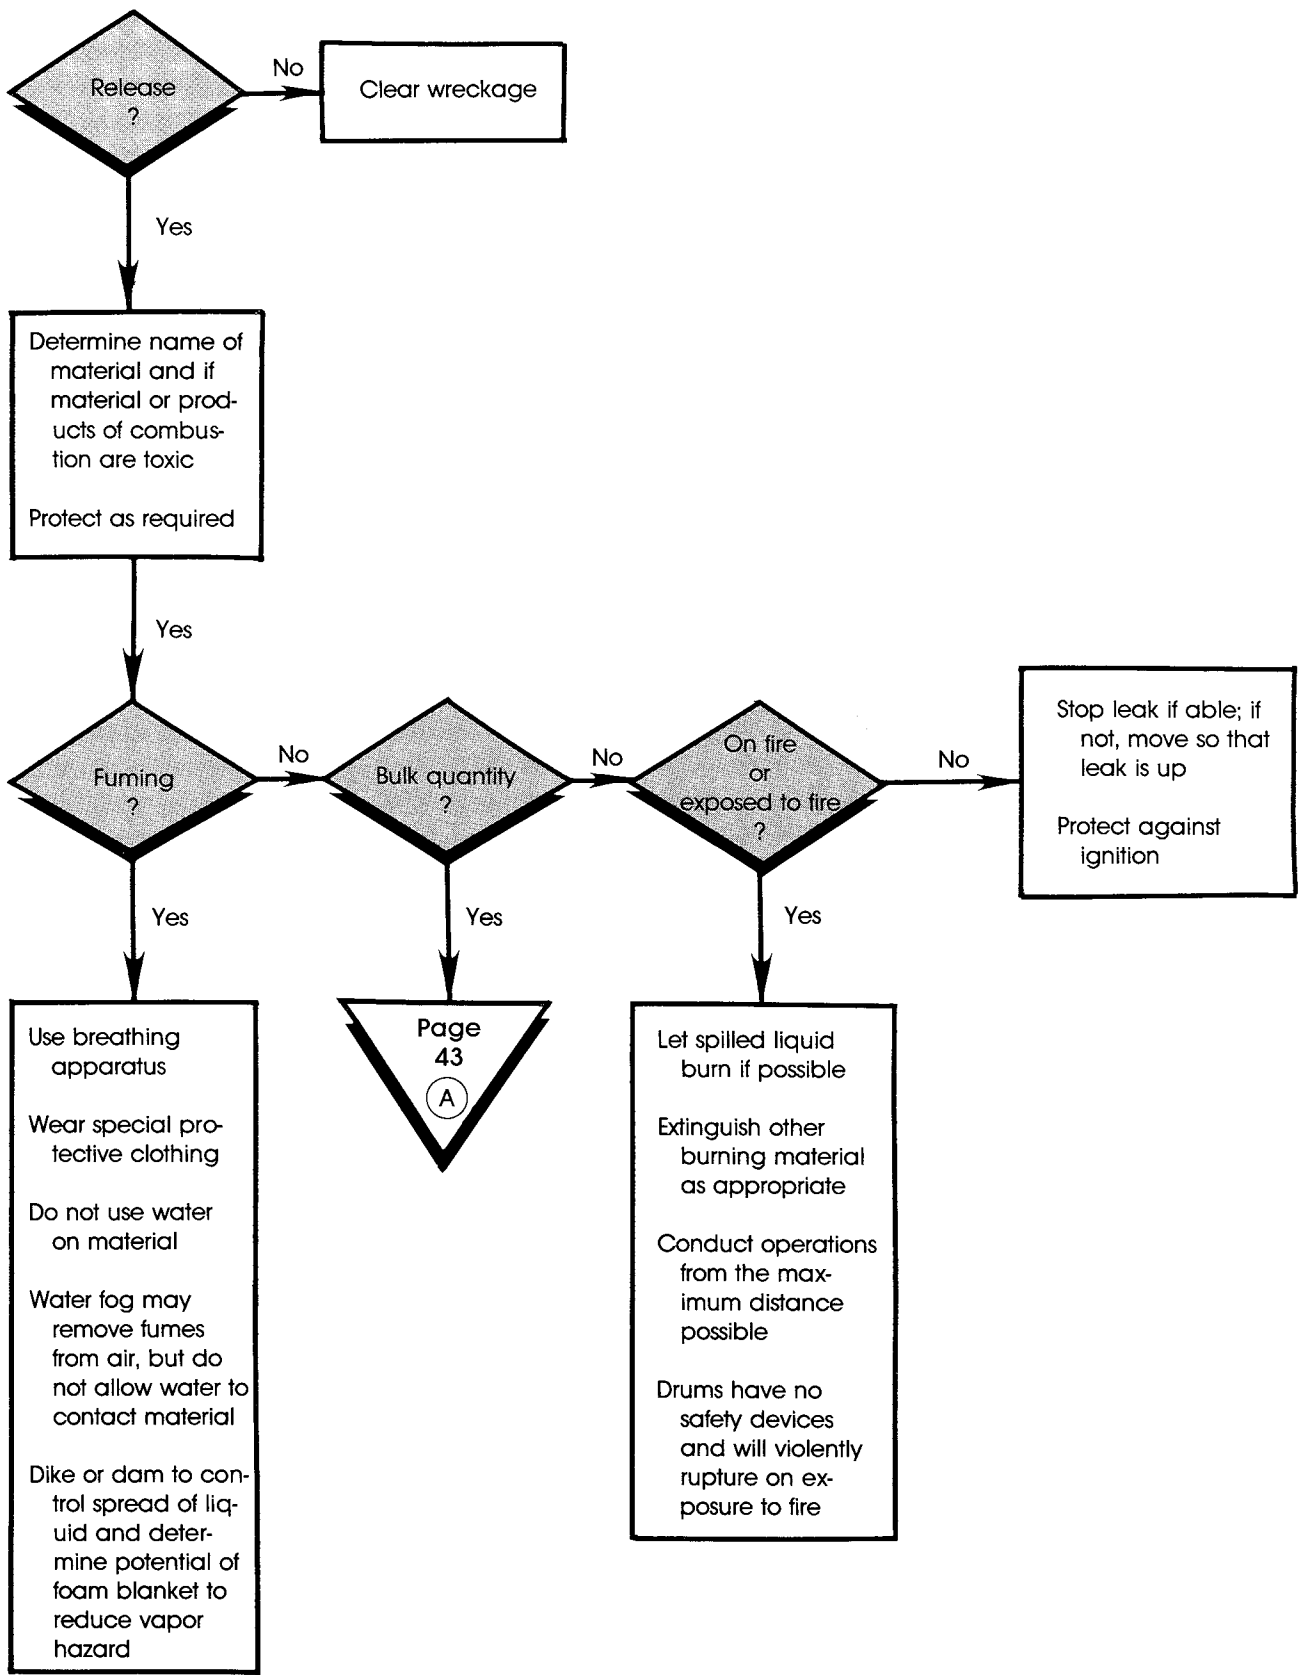 Release
?
No
Clear wreckage
Yes
Determine name of
material and if
material or prod-
ucts of combus-
tion are toxic
Protect as required
Yes
Fuming
?
No
Bulk quantity
?
No
On fire
or
exposed to fire
?
No
Stop leak if able; if
not, move so that
leak is up
Protect against
ignition
Yes
Yes
Yes
Use breathing
apparatus
Wear special pro-
tective clothing
Do not use water
on material
Water fog may
remove fumes
from air, but do
not allow water to
contact material
Dike or dam to con-
trol spread of liq-
uid and deter-
mine potential of
foam blanket to
reduce vapor
hazard
Page
43
A
Let spilled liquid
burn if possible
Extinguish other
burning material
as appropriate
Conduct operations
from the max-
imum distance
possible
Drums have no
safety devices
and will violently
rupture on ex-
posure to fire